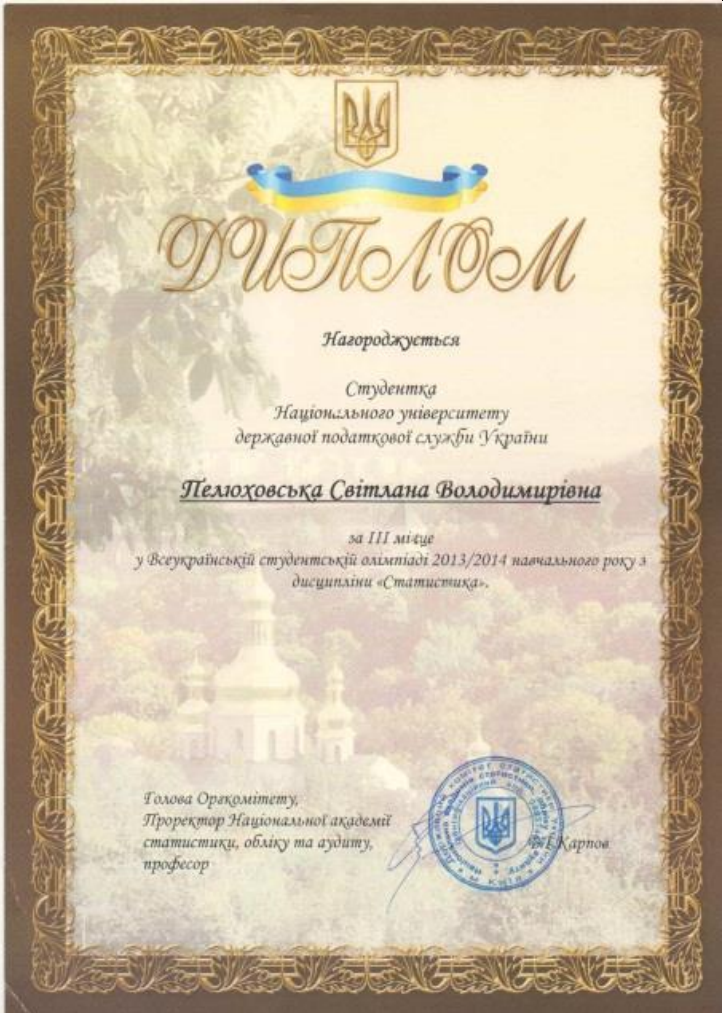 ДИПЛОМ
Нагороджується
Студентка
Національного університету
державної податкової служби України
Пелюховська Світлана Володимирівна
за III місце
у Всеукраїнській студентській олімпіаді 2013/2014 навчального року з
дисципліни «Статистика».
Голова Оргкомітету,
Проректор Національної академії
статистики, обліку та аудиту,
професор
Карпов